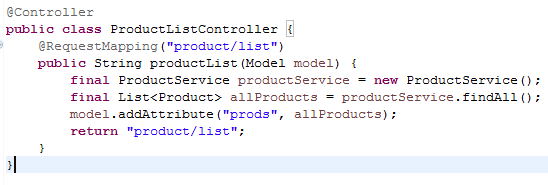 @Controller
public class ProductListController {
    @RequestMapping("product/list")
    public String productList(Model model) {
        final ProductService productService = new ProductService();
        final List<Product> allProducts = productService.findAll();
        model.addAttribute("prods", allProducts);
        return "product/list";
    }
}